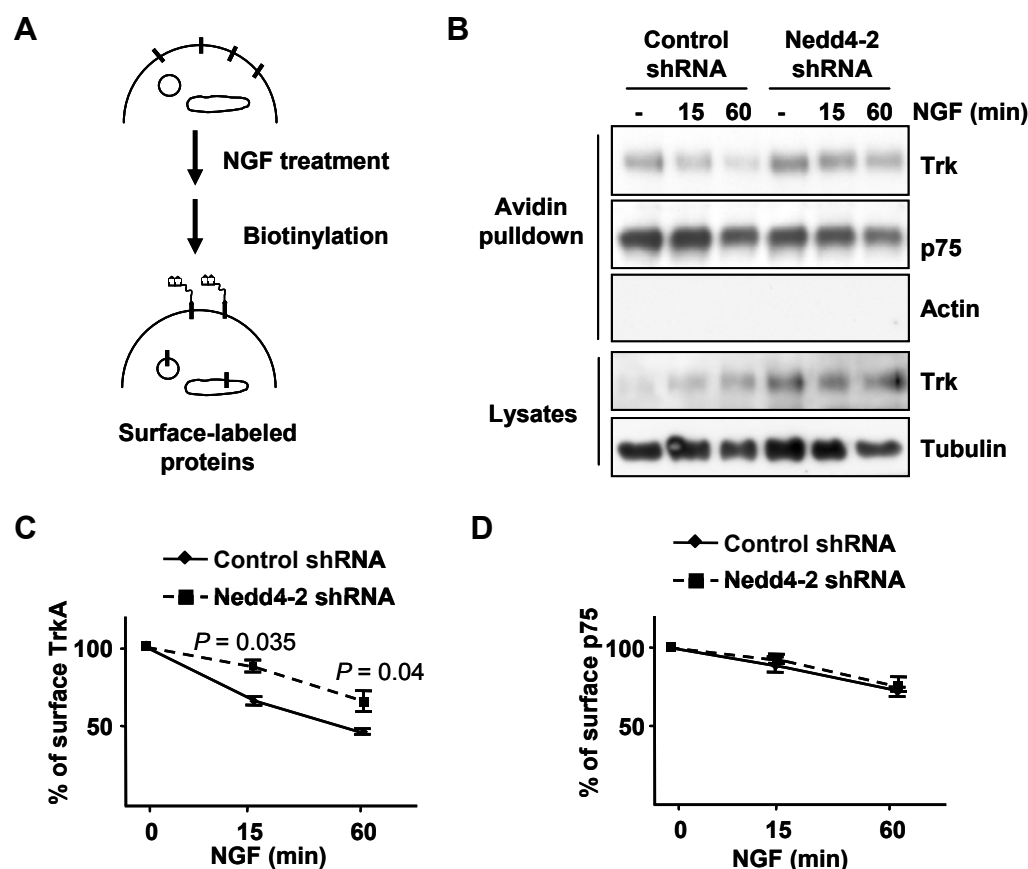 A
NGF treatment
Biotinylation
Surface-labeled
proteins
B
Control
shRNA
Nedd4-2
shRNA
- 15 60 - 15 60 NGF (min)
Avidin
pulldown
Trk
p75
Actin
Lysates
Trk
Tubulin
C
Control shRNA
Nedd4-2 shRNA
% of surface TrkA
100
50
P = 0.035
P = 0.04
0 15 60
NGF (min)
D
Control shRNA
Nedd4-2 shRNA
% of surface p75
100
50
0 15 60
NGF (min)